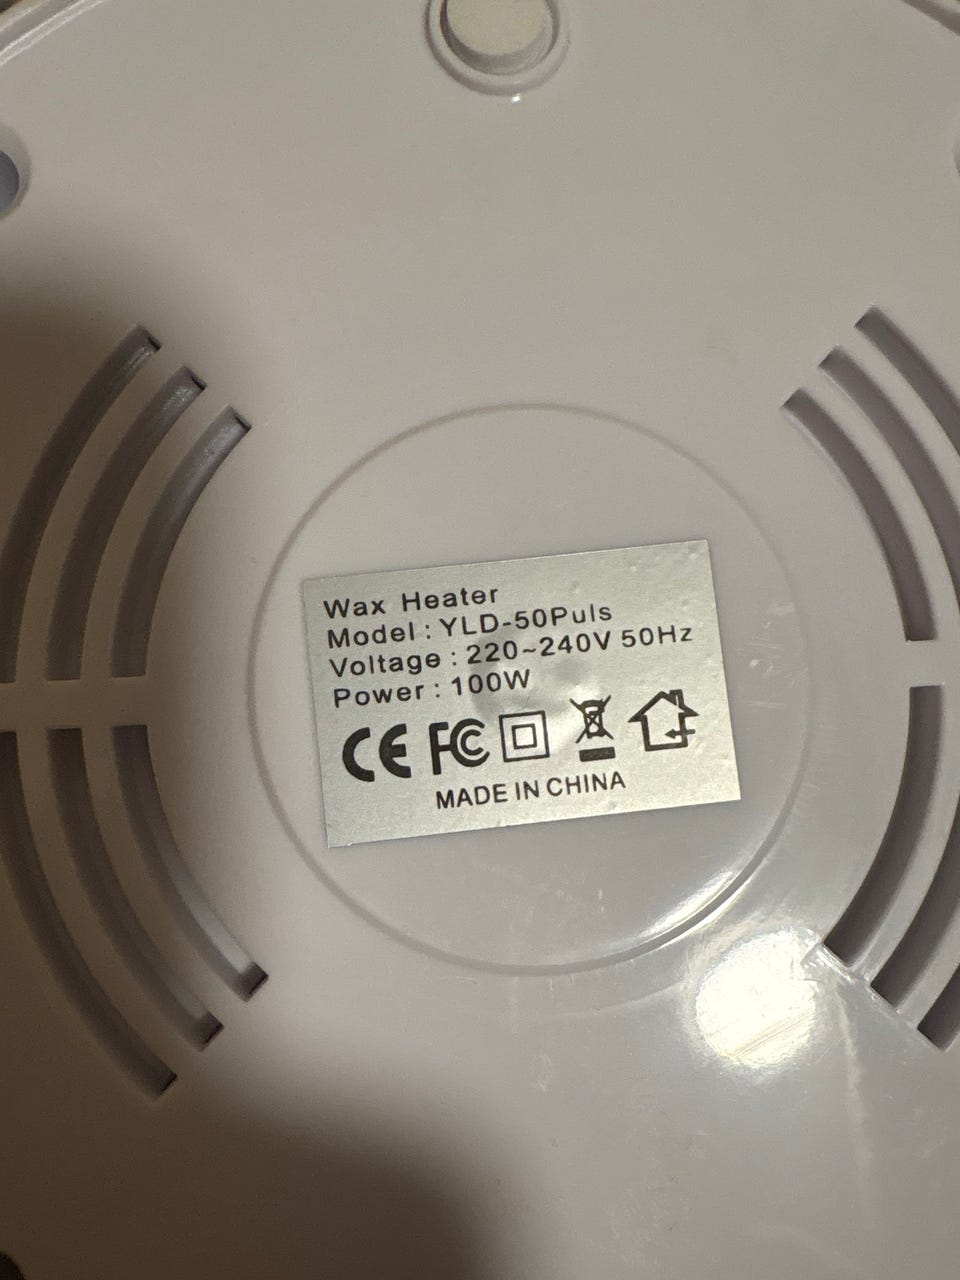 Wax Heater
Model : YLD-50Puls
Voltage : 220~240V 50Hz
Power : 100W
CE FC
MADE IN CHINA